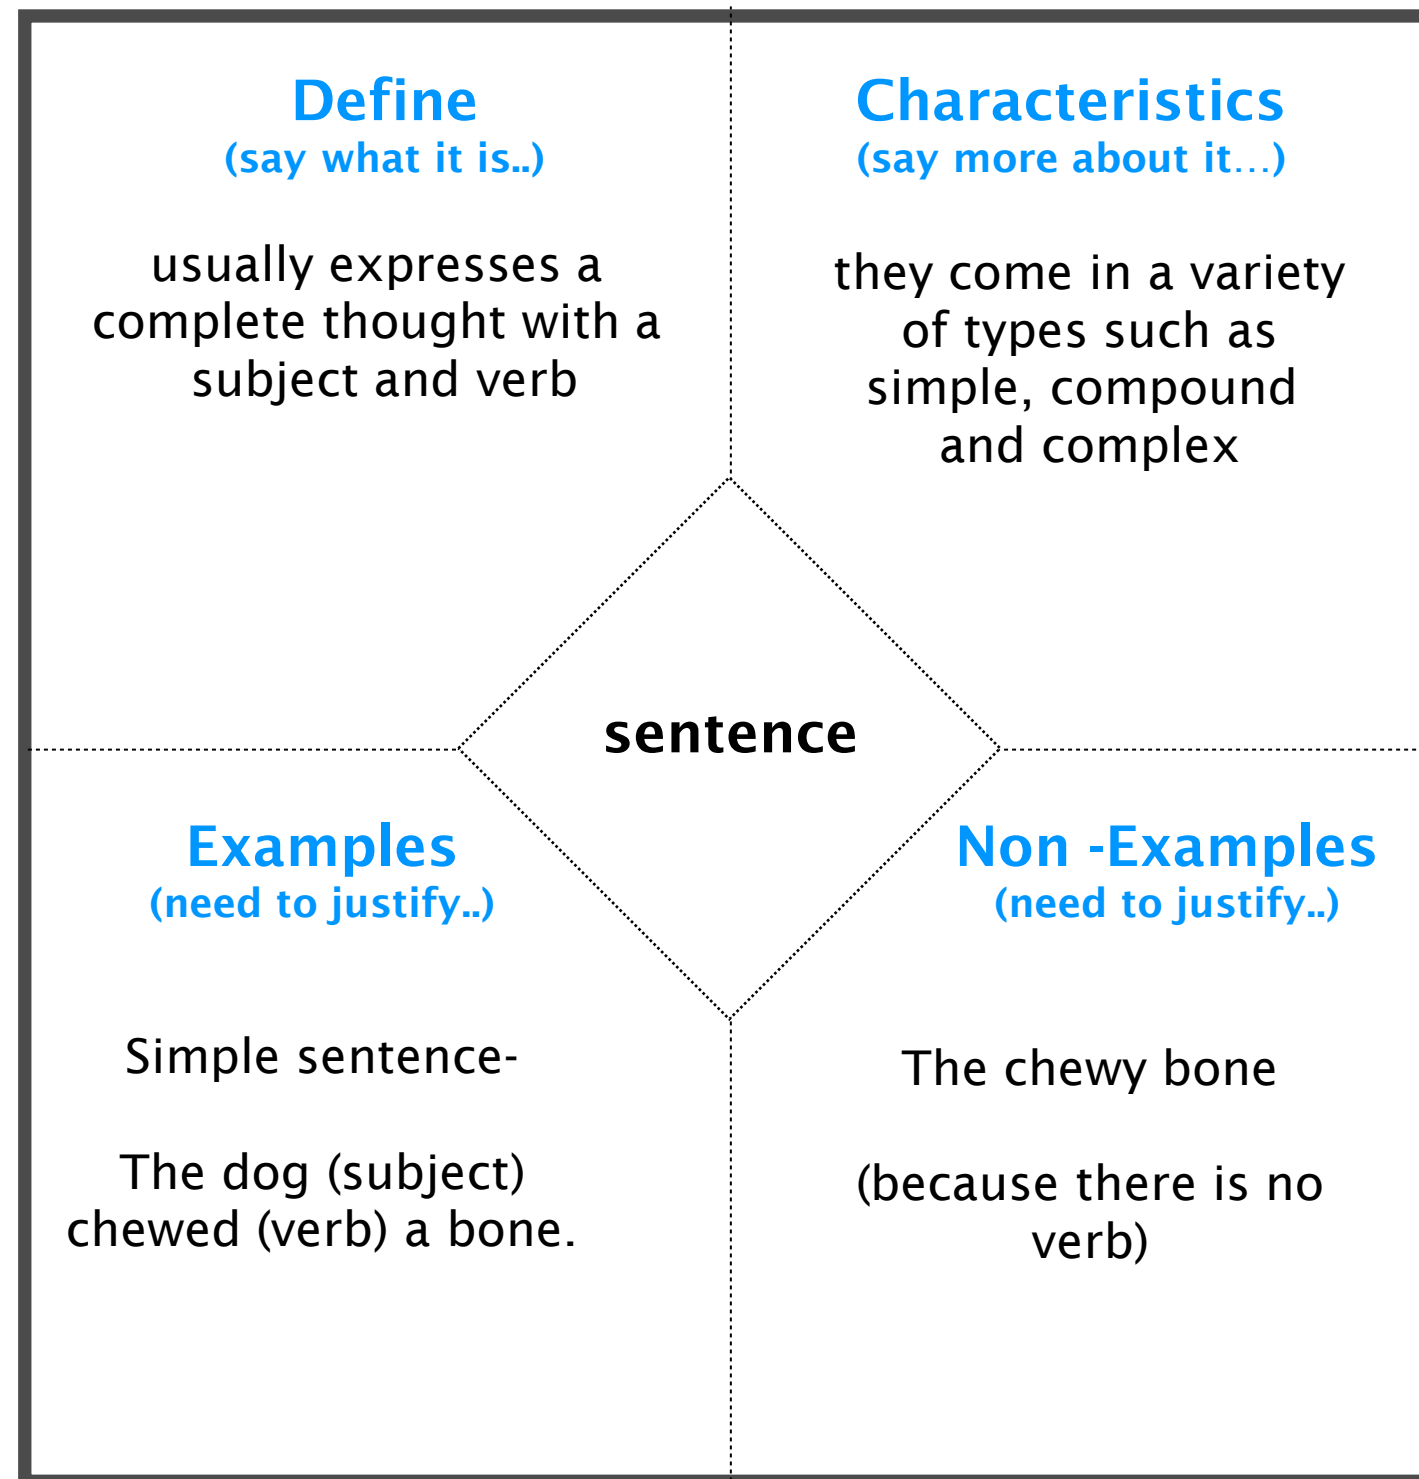 Define
(say what it is..)
usually expresses a
complete thought with a
subject and verb
Characteristics
(say more about it...)
they come in a variety
of types such as
simple, compound
and complex
sentence
Examples
(need to justify..)
Simple sentence-
The dog (subject)
chewed (verb) a bone.
Non -Examples
(need to justify..)
The chewy bone
(because there is no
verb)